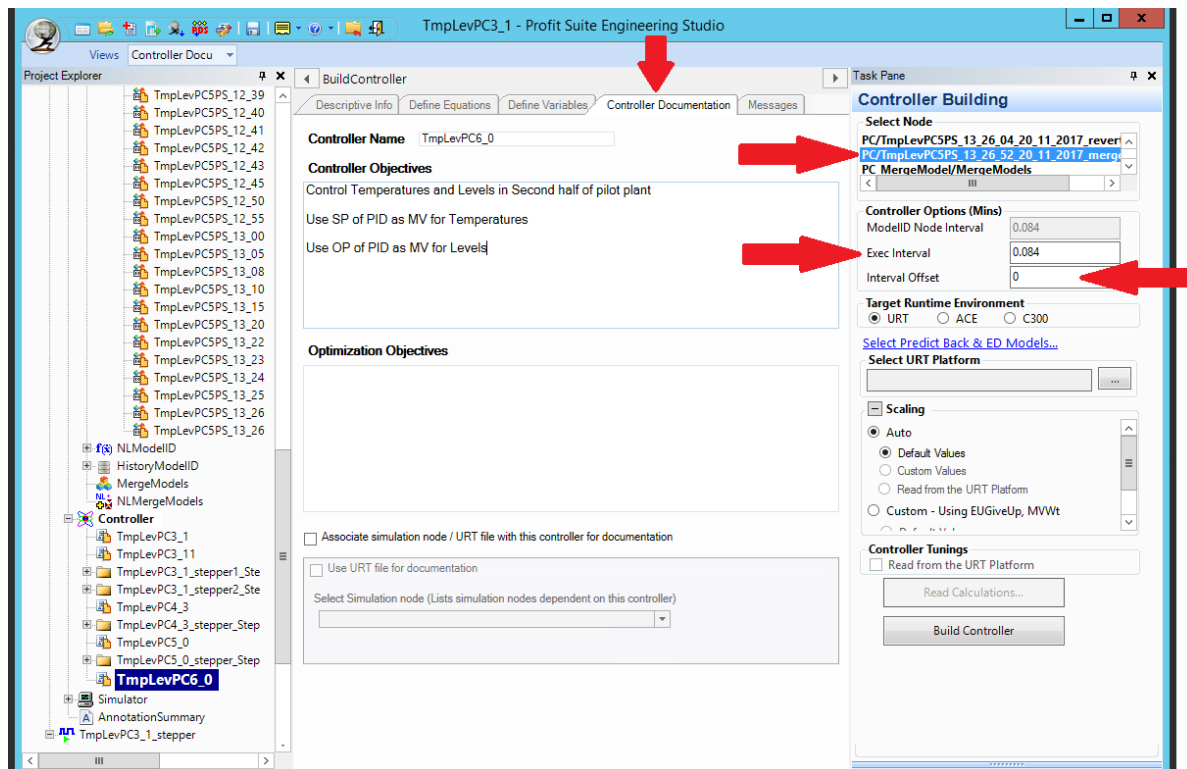 TmpLevPC3_1 - Profit Suite Engineering Studio
Views Controller Docu
Project Explorer
TmpLevPC5PS_12_39
TmpLevPC5PS_12_40
TmpLevPC5PS_12_41
TmpLevPC5PS_12_42
TmpLevPC5PS_12_43
TmpLevPC5PS_12_45
TmpLevPC5PS_12_50
TmpLevPC5PS_12_55
TmpLevPC5PS_13_00
TmpLevPC5PS_13_05
TmpLevPC5PS_13_08
TmpLevPC5PS_13_10
TmpLevPC5PS_13_15
TmpLevPC5PS_13_20
TmpLevPC5PS_13_22
TmpLevPC5PS_13_23
TmpLevPC5PS_13_24
TmpLevPC5PS_13_25
TmpLevPC5PS_13_26
TmpLevPC5PS_13_26
f(x) NLModelID
HistoryModelID
MergeModels
NL NLMergeModels
Controller
TmpLevPC3_1
TmpLevPC3_11
TmpLevPC3_1_stepper1_Ste
TmpLevPC3_1_stepper2_Ste
TmpLevPC4_3
TmpLevPC4_3_stepper_Step
TmpLevPC5_0
TmpLevPC5_0_stepper_Step
TmpLevPC6_0
Simulator
A AnnotationSummary
TmpLevPC3_1_stepper
BuildController
Descriptive Info Define Equations Define Variables Controller Documentation Messages
Controller Name TmpLevPC6_0
Controller Objectives
Control Temperatures and Levels in Second half of pilot plant
Use SP of PID as MV for Temperatures
Use OP of PID as MV for Levels
Optimization Objectives
Associate simulation node / URT file with this controller for documentation
Use URT file for documentation
Select Simulation node (Lists simulation nodes dependent on this controller)
Task Pane
Controller Building
Select Node
PC/TmpLevPC5PS_13_26_04_20_11_2017_rever
PC/TmpLevPC5PS_13_26_52_20_11_2017_merg
PC_MergeModel/MergeModels
Controller Options (Mins)
ModelID Node Interval 0.084
Exec Interval 0.084
Interval Offset 0
Target Runtime Environment
URT ACE C300
Select Predict Back & ED Models...
Select URT Platform
...
Scaling
Auto
Default Values
Custom Values
Read from the URT Platform
Custom - Using EUGiveUp, MVWt
Controller Tunings
Read from the URT Platform
Read Calculations...
Build Controller